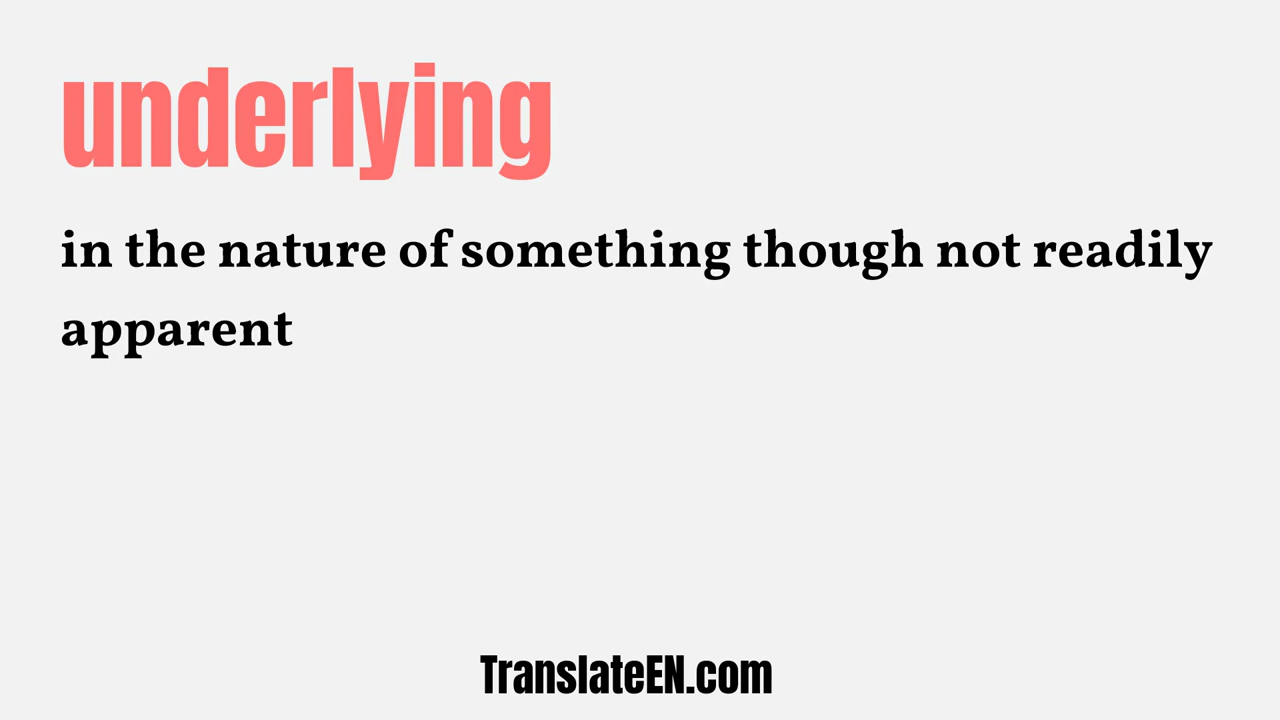 underlying
in the nature of something though not readily
apparent
TranslateEN.com